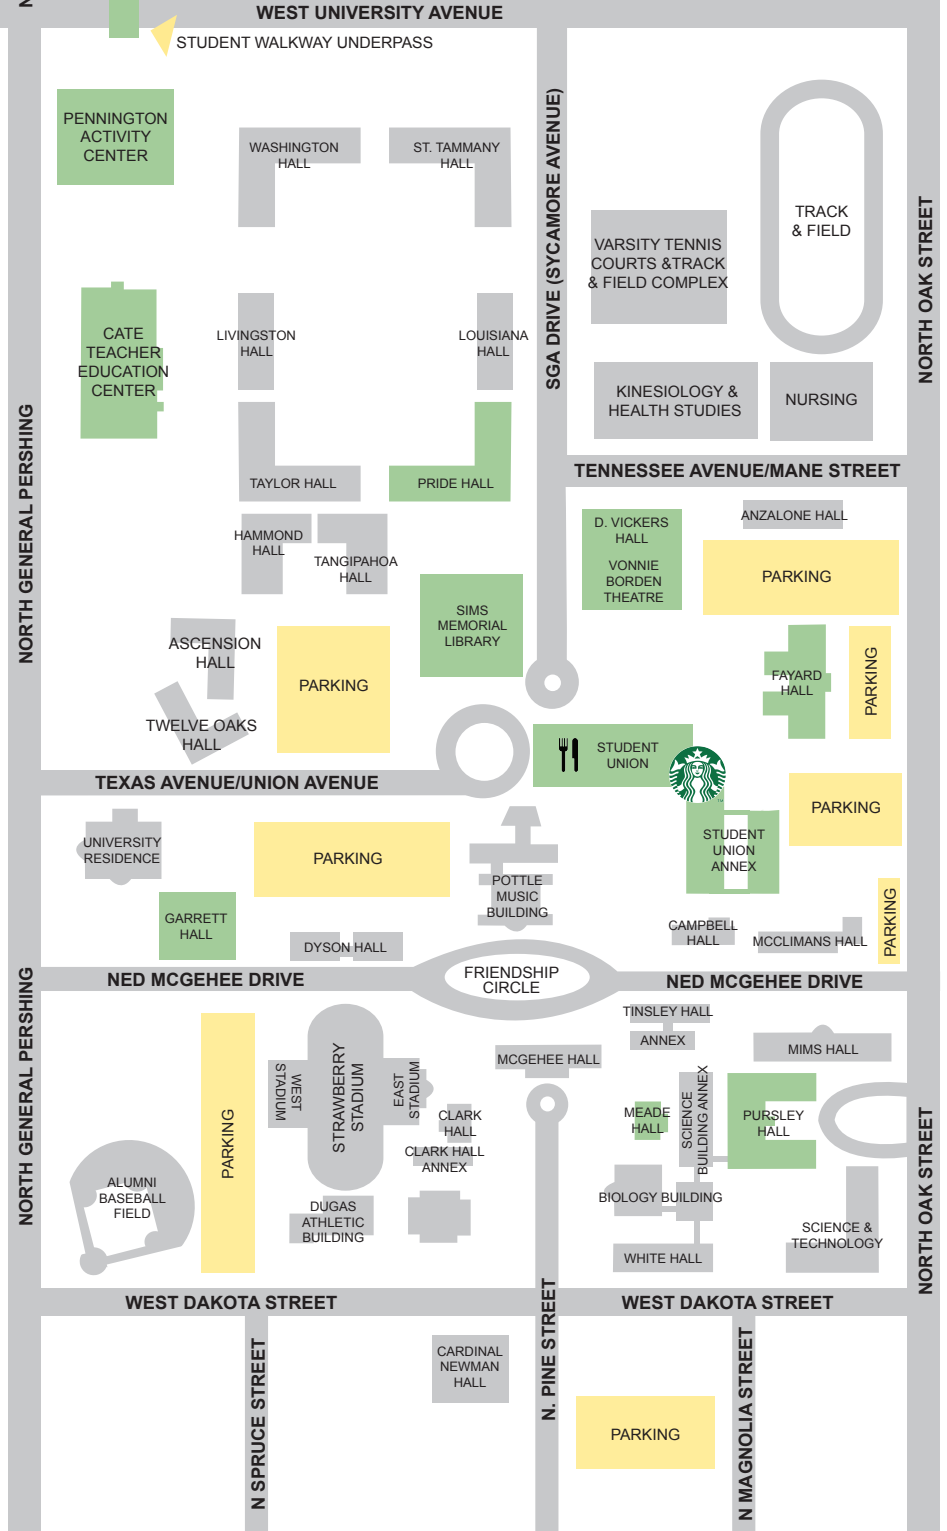 N
WEST UNIVERSITY AVENUE
STUDENT WALKWAY UNDERPASS
PENNINGTON
ACTIVITY
CENTER
WASHINGTON
HALL
ST. TAMMANY
HALL
SGA DRIVE (SYCAMORE AVENUE)
TRACK
& FIELD
NORTH OAK STREET
VARSITY TENNIS
COURTS &TRACK
& FIELD COMPLEX
CATE
TEACHER
EDUCATION
CENTER
LIVINGSTON
HALL
LOUISIANA
HALL
KINESIOLOGY &
HEALTH STUDIES
NURSING
NORTH GENERAL PERSHING
TENNESSEE AVENUE/MANE STREET
TAYLOR HALL
PRIDE HALL
HAMMOND
HALL
TANGIPAHOA
HALL
D. VICKERS
HALL
VONNIE
BORDEN
THEATRE
ANZALONE HALL
PARKING
SIMS
MEMORIAL
LIBRARY
ASCENSION
HALL
PARKING
FAYARD
HALL
PARKING
TWELVE OAKS
HALL
STUDENT
UNION
TEXAS AVENUE/UNION AVENUE
TM
PARKING
UNIVERSITY
RESIDENCE
PARKING
STUDENT
UNION
ANNEX
POTTLE
MUSIC
BUILDING
GARRETT
HALL
DYSON HALL
CAMPBELL
HALL
MCCLIMANS HALL
PARKING
NED MCGEHEE DRIVE
FRIENDSHIP
CIRCLE
NED MCGEHEE DRIVE
NORTH GENERAL PERSHING
TINSLEY HALL
ANNEX
MIMS HALL
WEST
STADIUM
STRAWBERRY
STADIUM
EAST
STADIUM
MCGEHEE HALL
CLARK
HALL
CLARK HALL
ANNEX
MEADE
HALL
SCIENCE
BUILDING ANNEX
PURSLEY
HALL
NORTH OAK STREET
PARKING
ALUMNI
BASEBALL
FIELD
DUGAS
ATHLETIC
BUILDING
BIOLOGY BUILDING
WHITE HALL
SCIENCE &
TECHNOLOGY
WEST DAKOTA STREET
WEST DAKOTA STREET
N SPRUCE STREET
CARDINAL
NEWMAN
HALL
N. PINE STREET
PARKING
N MAGNOLIA STREET